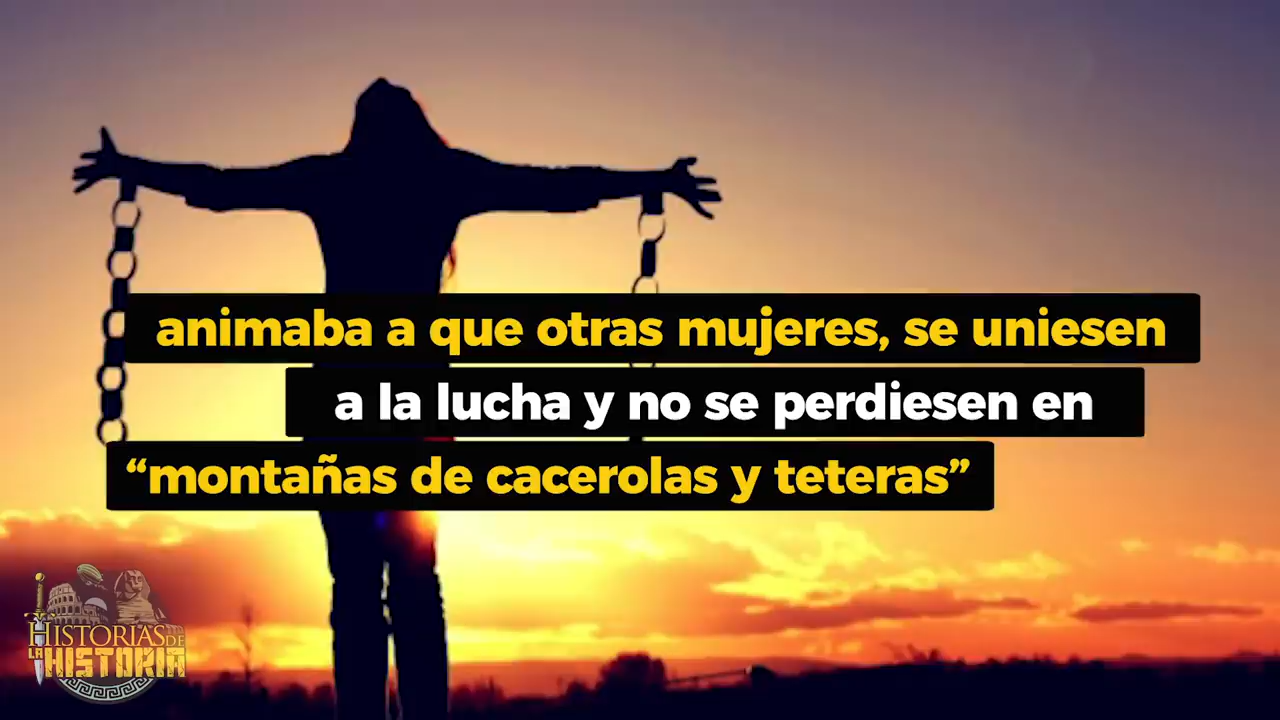 animaba a que otras mujeres, se uniesen
a la lucha y no se perdiesen en
“montañas de cacerolas y teteras”
HISTORIAS DE
LA HISTORIA